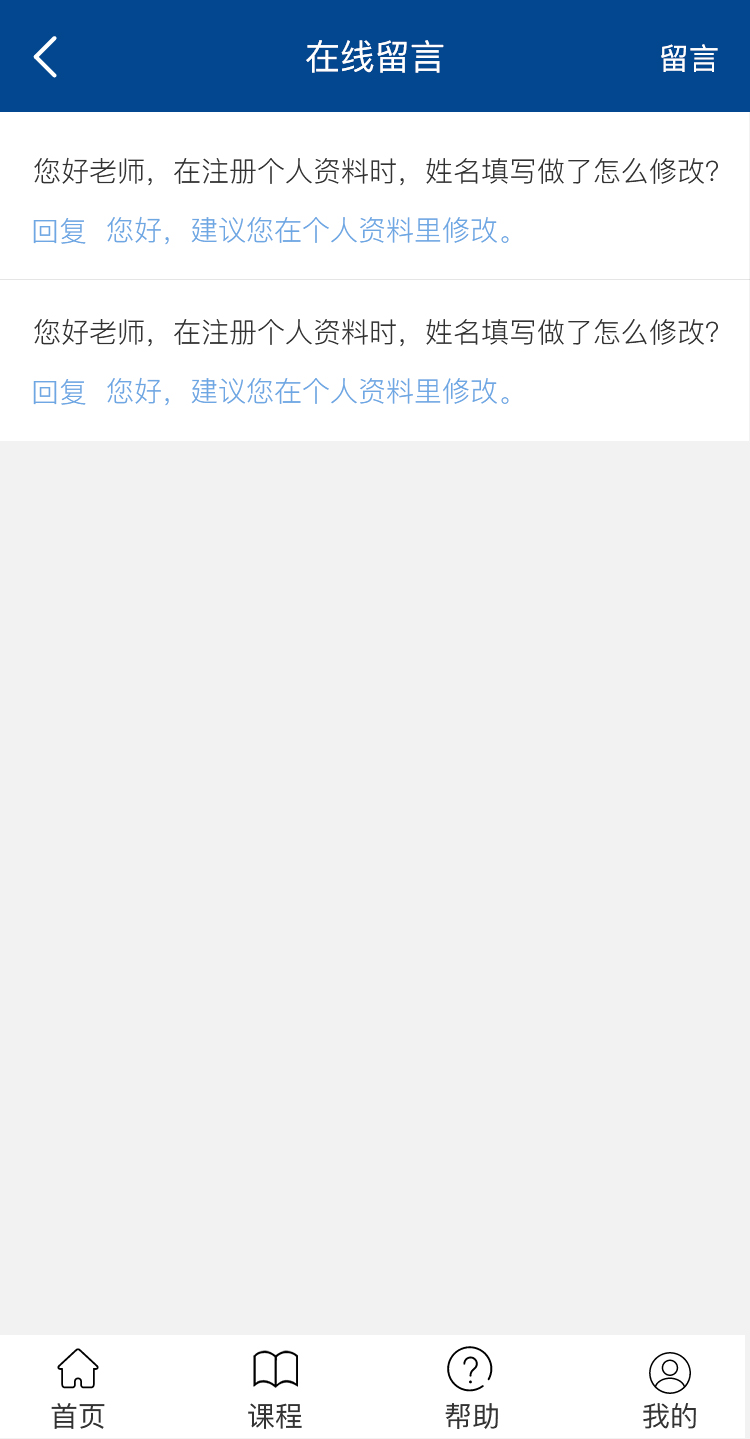 在线留言 留言
您好老师，在注册个人资料时，姓名填写做了怎么修改?
回复 您好，建议您在个人资料里修改。
您好老师，在注册个人资料时，姓名填写做了怎么修改?
回复 您好，建议您在个人资料里修改。
首页 课程 帮助 我的